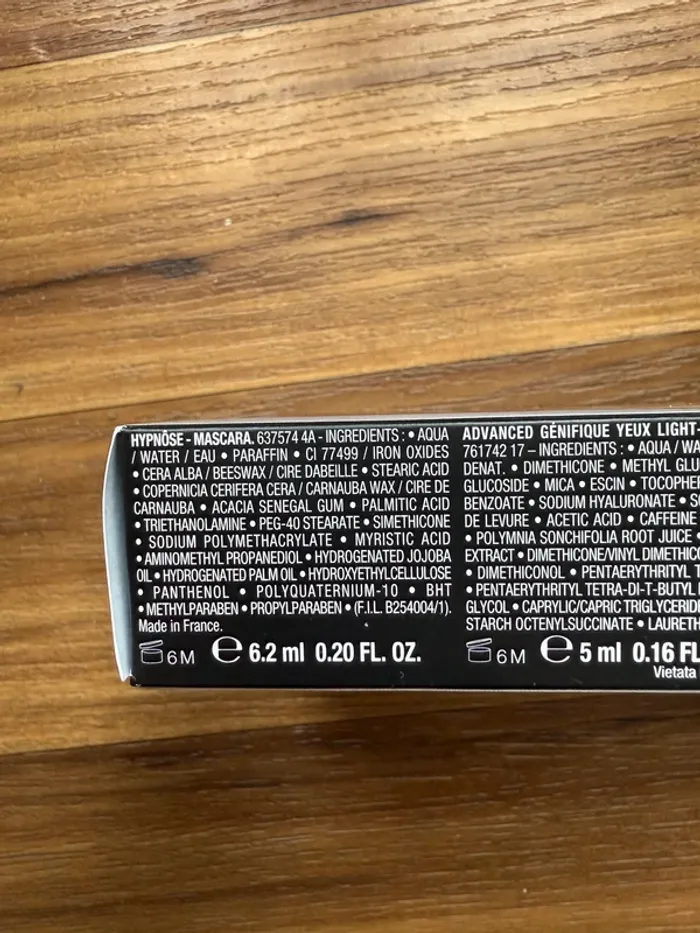 HYPNÔSE - MASCARA. 637574 4A - INGREDIENTS : • AQUA
/ WATER / EAU • PARAFFIN • CI 77499 / IRON OXIDES
• CERA ALBA / BEESWAX / CIRE DABEILLE • STEARIC ACID
• COPERNICIA CERIFERA CERA / CARNAUBA WAX / CIRE DE
CARNAUBA • ACACIA SENEGAL GUM • PALMITIC ACID
• TRIETHANOLAMINE • PEG-40 STEARATE • SIMETHICONE
• SODIUM POLYMETHACRYLATE • MYRISTIC ACID
• AMINOMETHYL PROPANEDIOL • HYDROGENATED JOJOBA
OIL • HYDROGENATED PALM OIL • HYDROXYETHYLCELLULOSE
• PANTHENOL • POLYQUATERNIUM-10 • BHT
• METHYLPARABEN • PROPYLPARABEN • (F.I.L. B254004/1).
Made in France.
6M ℮ 6.2 ml 0.20 FL. OZ.
ADVANCED GÉNIFIQUE YEUX LIGHT-
761742 17 – INGREDIENTS : • AQUA / WA
DENAT. • DIMETHICONE • METHYL GLU
GLUCOSIDE • MICA • ESCIN • TOCOPHER
BENZOATE • SODIUM HYALURONATE • S
DE LEVURE • ACETIC ACID • CAFFEINE
• POLYMNIA SONCHIFOLIA ROOT JUICE •
EXTRACT • DIMETHICONE/VINYL DIMETHIC
• DIMETHICONOL • PENTAERYTHRITYL T
• PENTAERYTHRITYL TETRA-DI-T-BUTYL
GLYCOL • CAPRYLIC/CAPRIC TRIGLYCERID
STARCH OCTENYLSUCCINATE • LAURETH
6M ℮ 5 ml 0.16 FL
Vietata